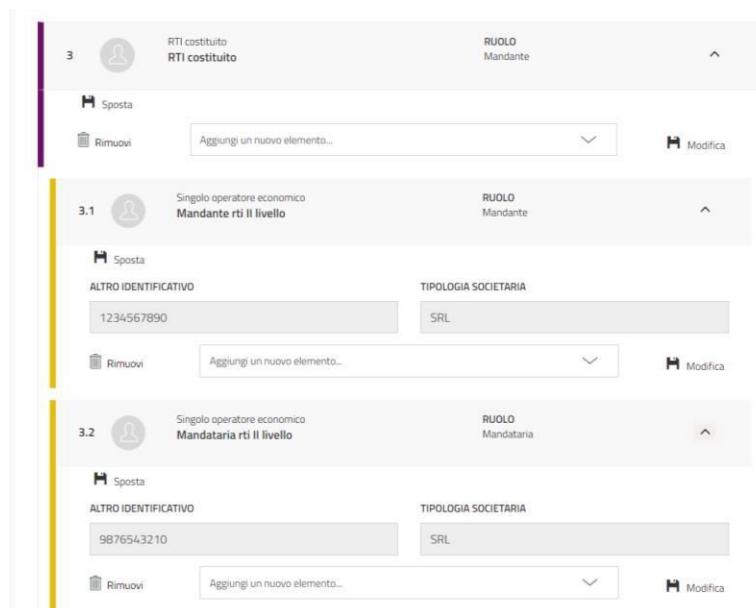 3
RTI costituito
RTI costituito
RUOLO
Mandante
Sposta
Rimuovi
Aggiungi un nuovo elemento...
Modifica
3.1
Singolo operatore economico
Mandante rti II livello
RUOLO
Mandante
Sposta
ALTRO IDENTIFICATIVO
TIPOLOGIA SOCIETARIA
1234567890
SRL
Rimuovi
Aggiungi un nuovo elemento...
Modifica
3.2
Singolo operatore economico
Mandataria rti II livello
RUOLO
Mandataria
Sposta
ALTRO IDENTIFICATIVO
TIPOLOGIA SOCIETARIA
9876543210
SRL
Rimuovi
Aggiungi un nuovo elemento...
Modifica